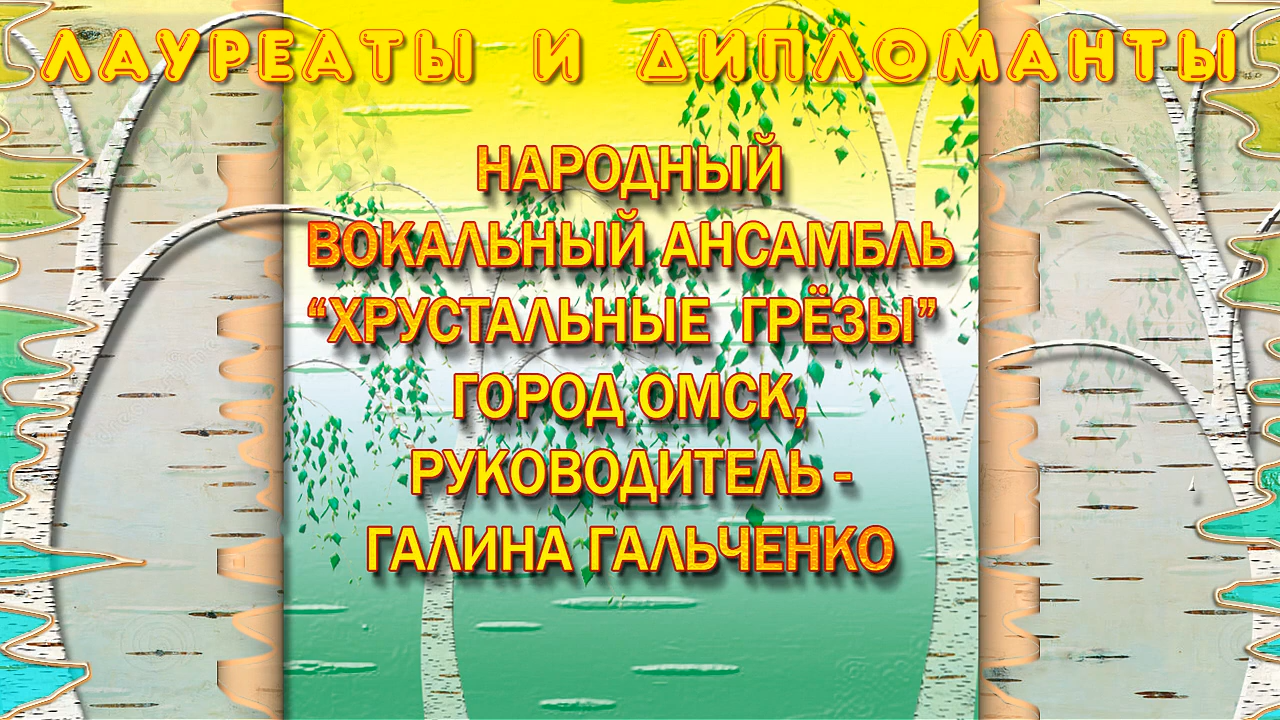 ЛАУРЕАТЫ И ДИПЛОМАНТЫ
НАРОДНЫЙ
ВОКАЛЬНЫЙ АНСАМБЛЬ
“ХРУСТАЛЬНЫЕ ГРЁЗЫ”
ГОРОД ОМСК,
РУКОВОДИТЕЛЬ -
ГАЛИНА ГАЛЬЧЕНКО